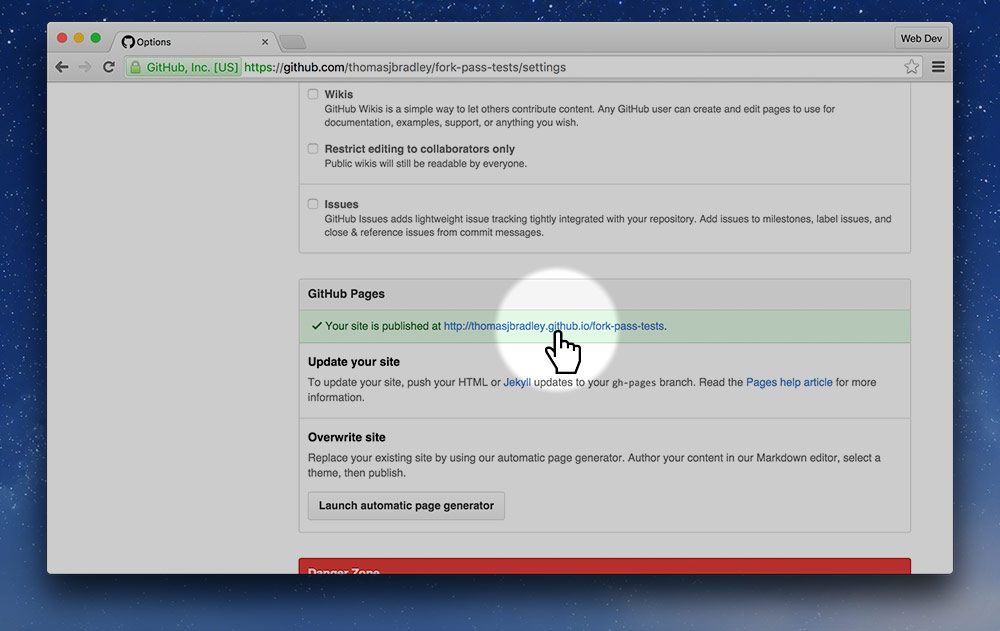 Options
Web Dev
GitHub, Inc. [US] https://github.com/thomasjbradley/fork-pass-tests/settings
Wikis
GitHub Wikis is a simple way to let others contribute content. Any GitHub user can create and edit pages to use for
documentation, examples, support, or anything you wish.
Restrict editing to collaborators only
Public wikis will still be readable by everyone.
Issues
GitHub Issues adds lightweight issue tracking tightly integrated with your repository. Add issues to milestones, label issues, and
close & reference issues from commit messages.
GitHub Pages
Your site is published at http://thomasjbradley.github.io/fork-pass-tests.
Update your site
To update your site, push your HTML or Jekyll updates to your gh-pages branch. Read the Pages help article for more
information.
Overwrite site
Replace your existing site by using our automatic page generator. Author your content in our Markdown editor, select a
theme, then publish.
Launch automatic page generator
Danger Zone